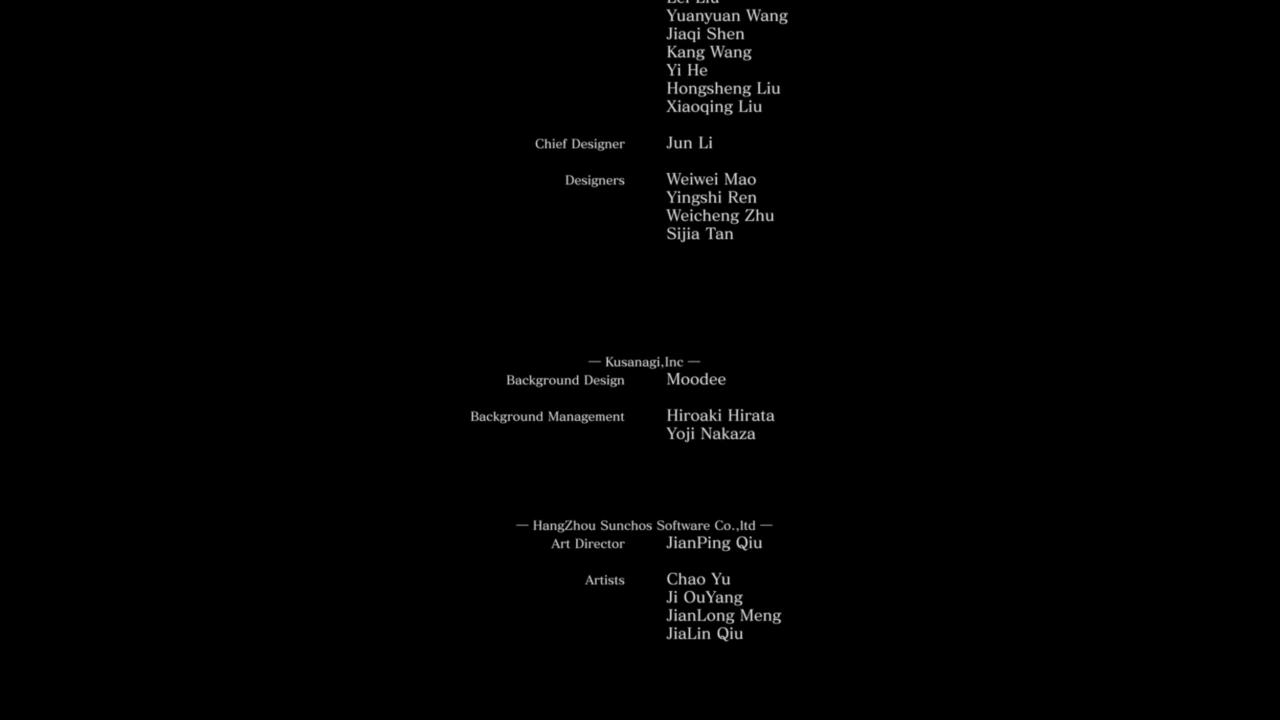 Lei Liu
Yuanyuan Wang
Jiaqi Shen
Kang Wang
Yi He
Hongsheng Liu
Xiaoqing Liu
Chief Designer Jun Li
Designers Weiwei Mao
Yingshi Ren
Weicheng Zhu
Sijia Tan
— Kusanagi,Inc —
Background Design Moodee
Background Management Hiroaki Hirata
Yoji Nakaza
— HangZhou Sunchos Software Co.,ltd —
Art Director JianPing Qiu
Artists Chao Yu
Ji OuYang
JianLong Meng
JiaLin Qiu